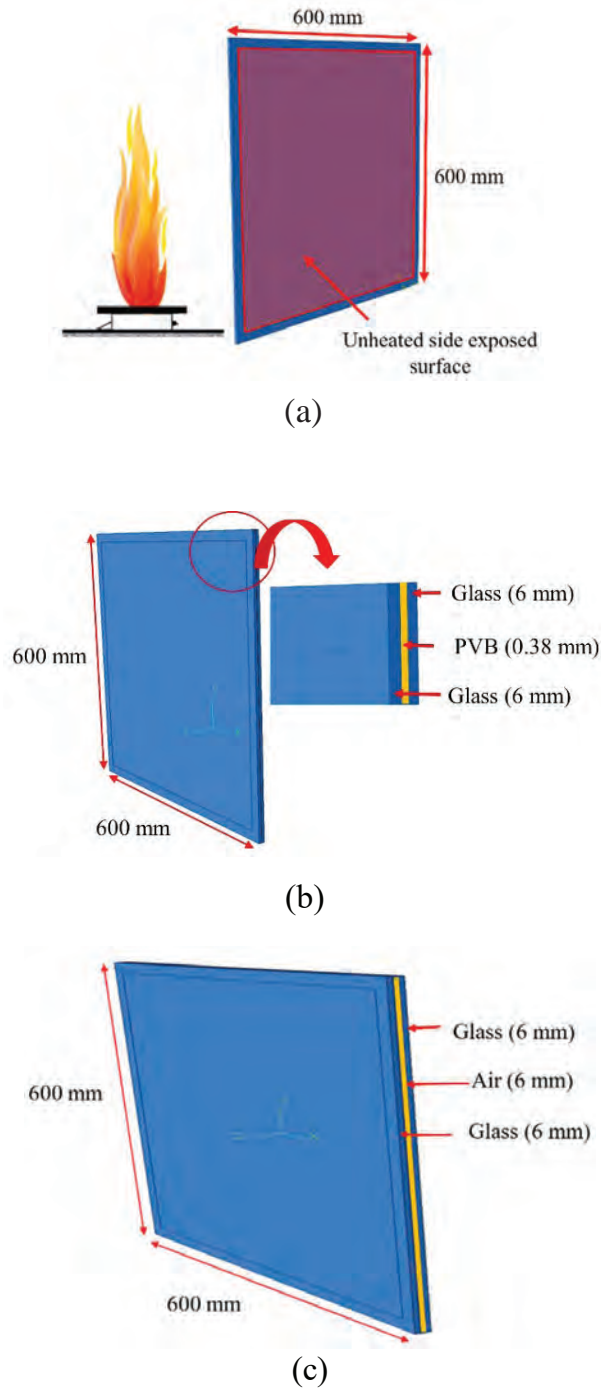 600 mm
600 mm
Unheated side exposed
surface
(a)
Glass (6 mm)
PVB (0.38 mm)
Glass (6 mm)
600 mm
600 mm
(b)
Glass (6 mm)
Air (6 mm)
Glass (6 mm)
600 mm
600 mm
(c)